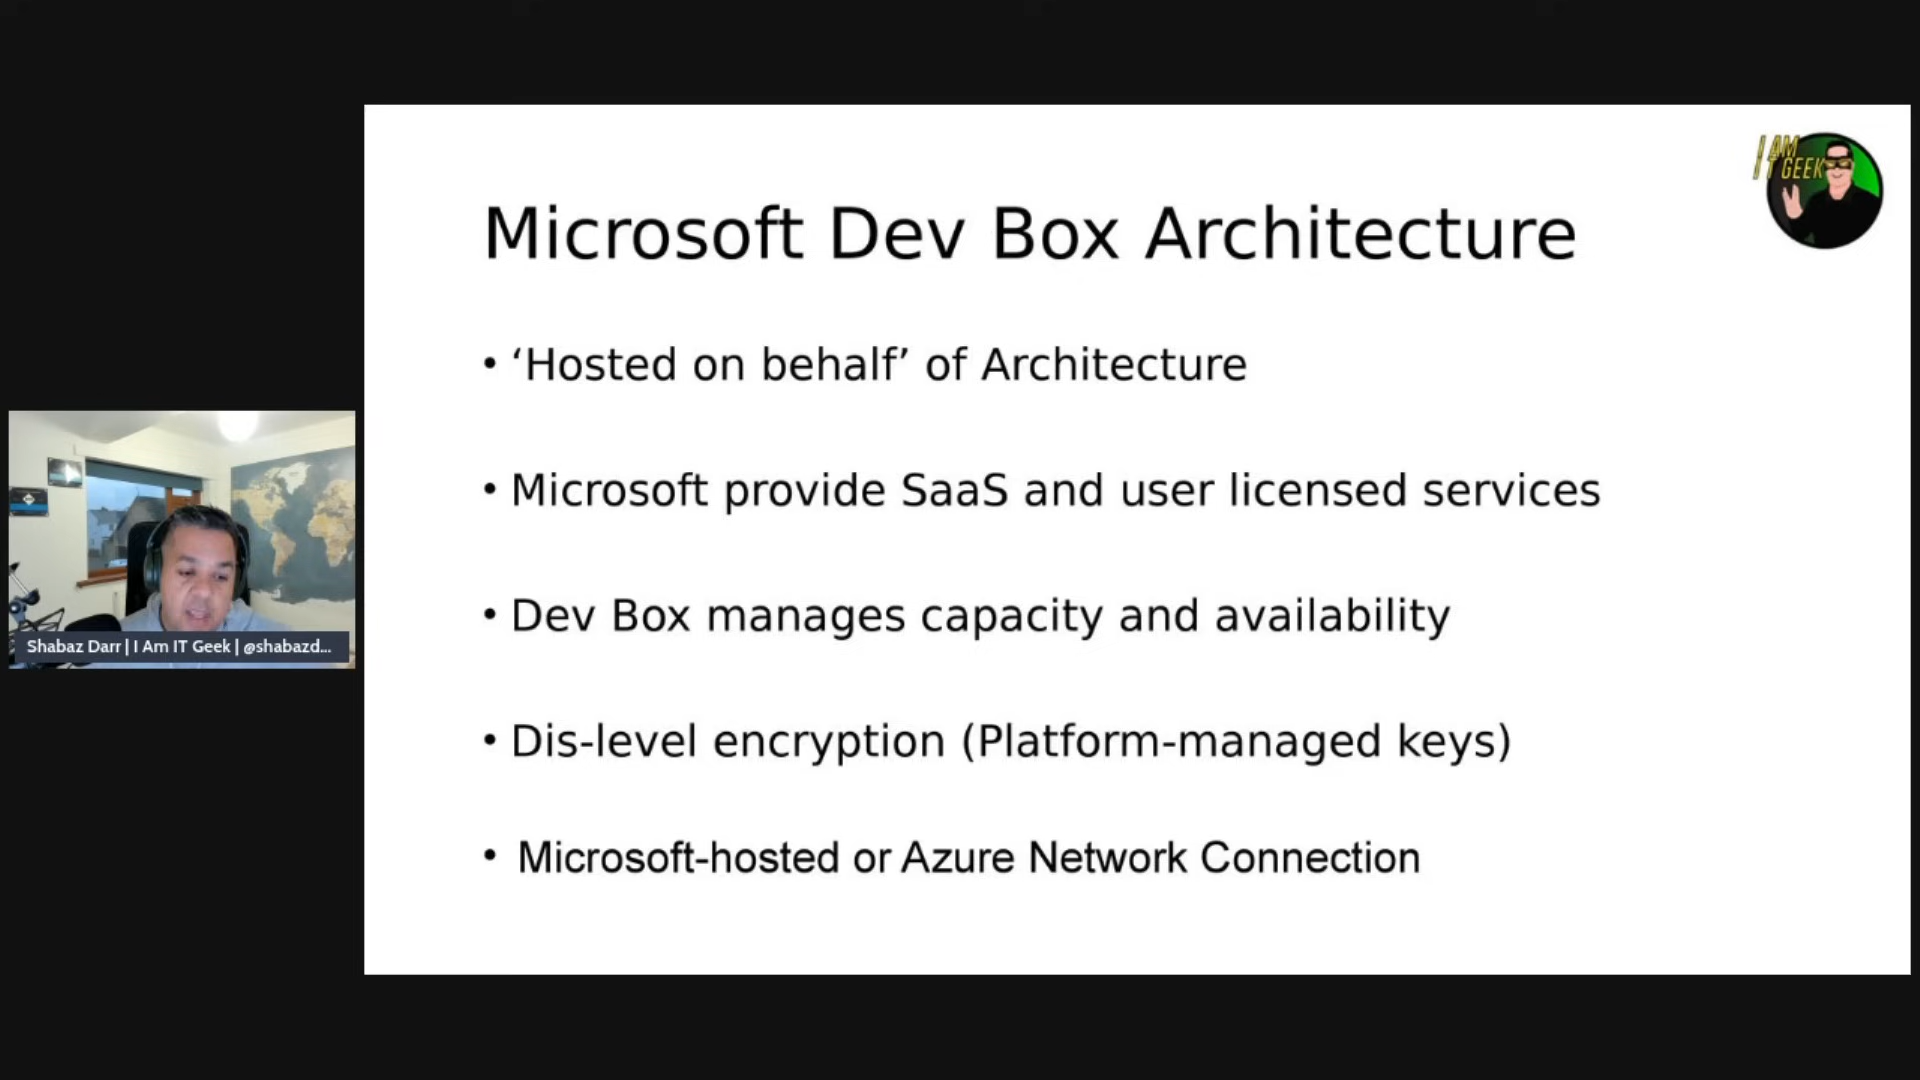 I AM
IT GEEK
Microsoft Dev Box Architecture
• ‘Hosted on behalf’ of Architecture
• Microsoft provide SaaS and user licensed services
• Dev Box manages capacity and availability
• Dis-level encryption (Platform-managed keys)
• Microsoft-hosted or Azure Network Connection
Shabaz Darr | I Am IT Geek | @shabazd...